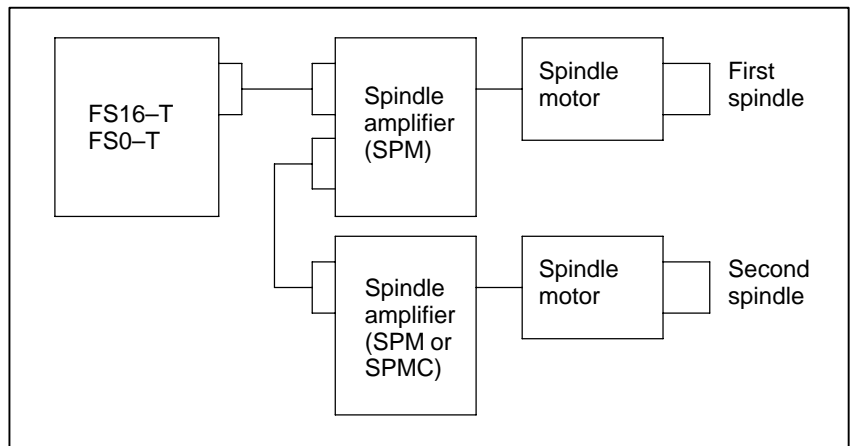 FS16–T
FS0–T
Spindle
amplifier
(SPM)
Spindle
motor
First
spindle
Spindle
amplifier
(SPM or
SPMC)
Spindle
motor
Second
spindle